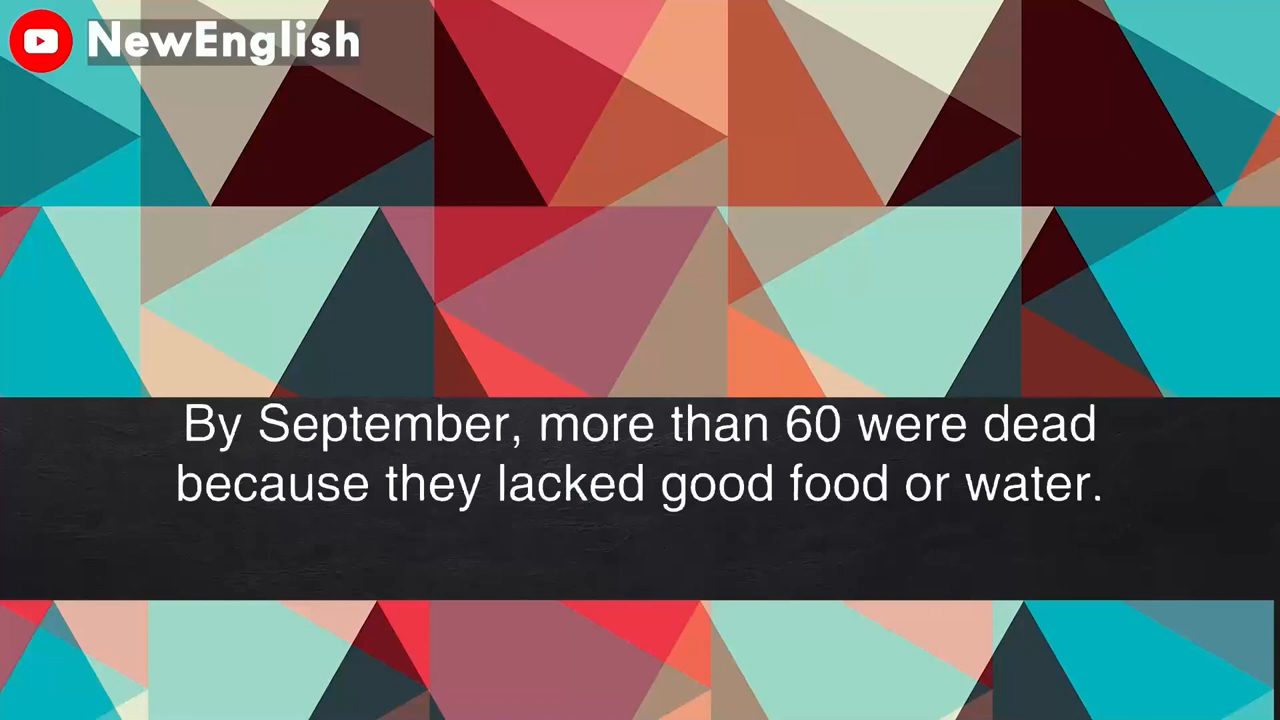 NewEnglish
By September, more than 60 were dead
because they lacked good food or water.